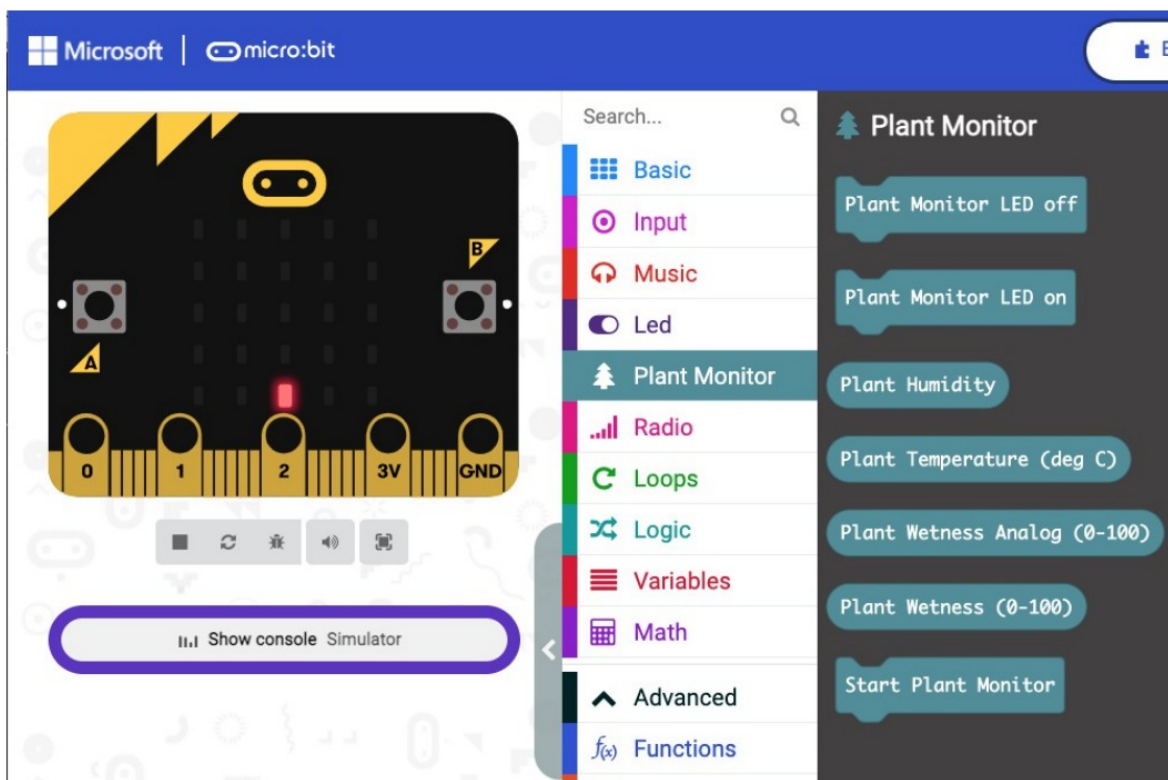 Microsoft | micro:bit
E
B
A
0 1 2 3V GND
Show console Simulator
Search...
Basic
Input
Music
Led
Plant Monitor
Radio
Loops
Logic
Variables
Math
Advanced
f(x) Functions
Plant Monitor
Plant Monitor LED off
Plant Monitor LED on
Plant Humidity
Plant Temperature (deg C)
Plant Wetness Analog (0-100)
Plant Wetness (0-100)
Start Plant Monitor